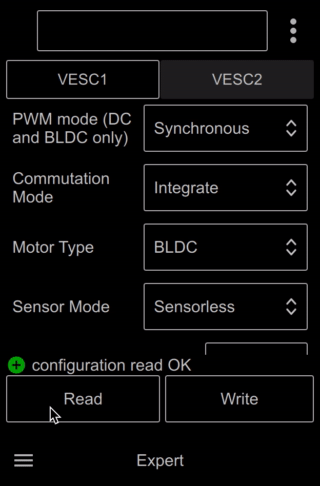 VESC1
VESC2
PWM mode (DC
and BLDC only)
Synchronous
Commutation
Mode
Integrate
Motor Type
BLDC
Sensor Mode
Sensorless
configuration read OK
Read
Write
Expert